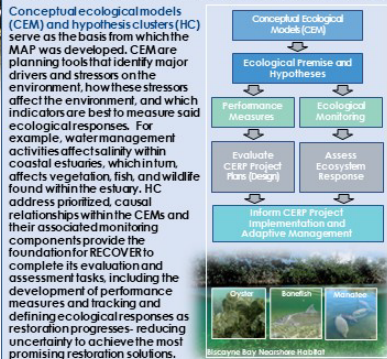 Conceptual ecological models
(CEM) and hypothesis clusters (HC)
serve as the basis from which the
MAP was developed. CEM are
planning tools that identify major
drivers and stressors on the
environment, how these stressors
affect the environment, and which
indicators are best to measure said
ecological responses. For
example, water management
activities affect salinity within
coastal estuaries, which in turn,
affects vegetation, fish, and wildlife
found within the estuary. HC
address prioritized, causal
relationships within the CEMs and
their associated monitoring
components provide the
foundation for RECOVER to
complete its evaluation and
assessment tasks, including the
development of performance
measures and tracking and
defining ecological responses as
restoration progresses- reducing
uncertainty to achieve the most
promising restoration solutions.
Conceptual Ecological
Models (CEM)
Ecological Premise and
Hypotheses
Performance
Measures
Ecological
Monitoring
Evaluate
CERP Project
Plans (Design)
Assess
Ecosystem
Response
Inform CERP Project
Implementation and
Adaptive Management
Oyster
Bonefish
Manatee
Biscayne Bay Nearshore Habitat